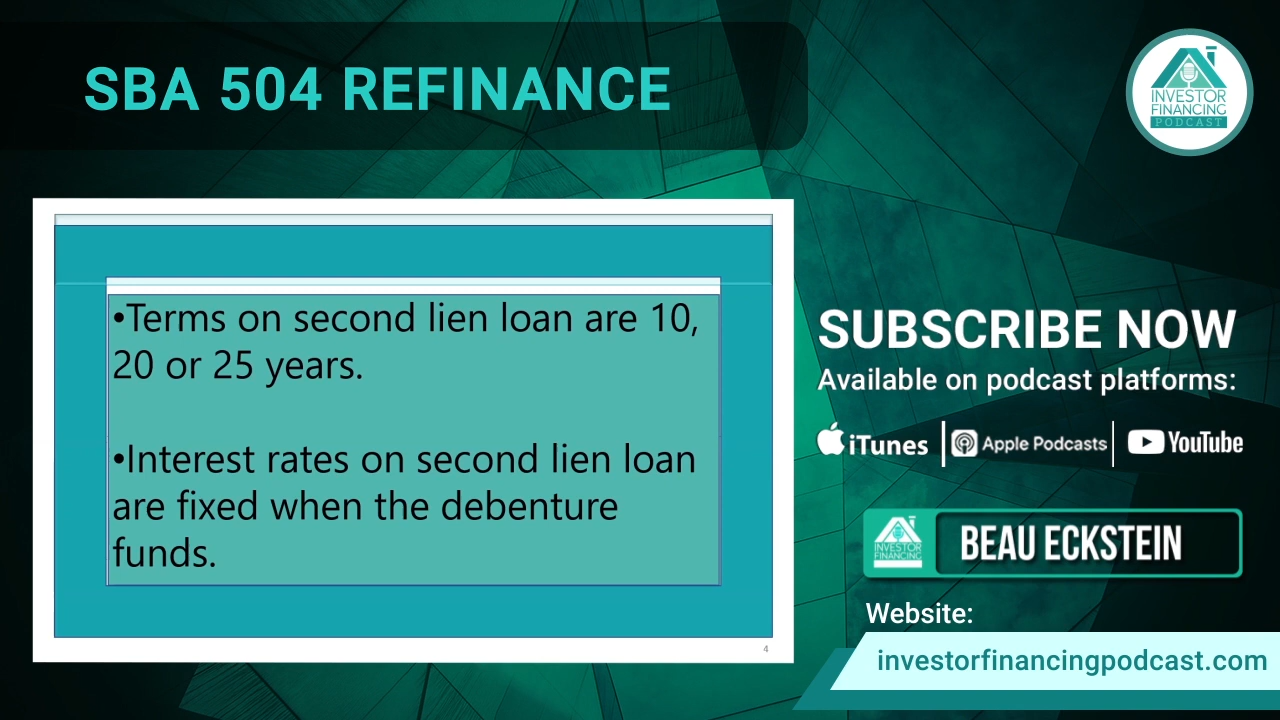 SBA 504 REFINANCE
INVESTOR
FINANCING
PODCAST
•Terms on second lien loan are 10,
20 or 25 years.
•Interest rates on second lien loan
are fixed when the debenture
funds.
4
SUBSCRIBE NOW
Available on podcast platforms:
iTunes
Apple Podcasts
YouTube
INVESTOR
FINANCING
BEAU ECKSTEIN
Website:
investorfinancingpodcast.com